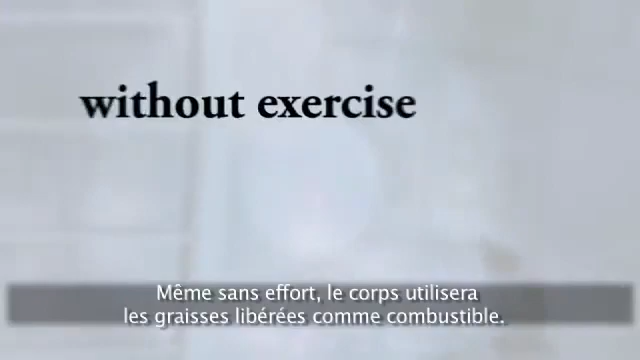 without exercise
Même sans effort, le corps utilisera
les graisses libérées comme combustible.